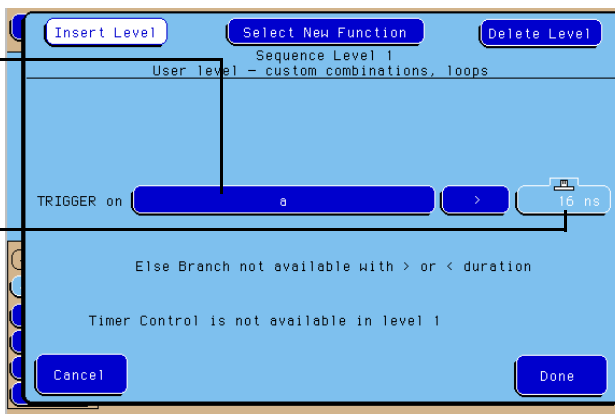 Insert Level Select New Function Delete Level
Sequence Level 1
User level – custom combinations, loops
TRIGGER on a > 16 ns
Else Branch not available with > or < duration
Timer Control is not available in level 1
Cancel Done